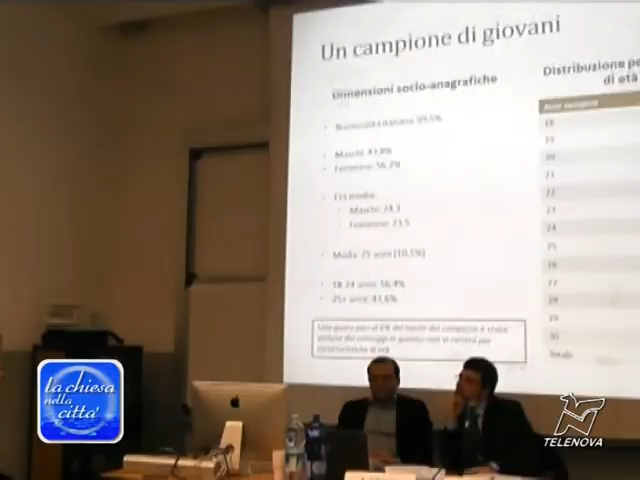 Un campione di giovani
Dimensioni socio-anagrafiche
Nazionalità italiana: 99,5%
Maschi: 43,8%
Femmine: 56,2%
Età media:
Maschi: 24,3
Femmine: 23,5
Moda: 25 anni (10,5%)
18-24 anni: 56,4%
25+ anni: 43,6%
Distribuzione pe
di età
Anni compiuti
18
19
20
21
22
23
24
25
26
27
28
29
30
Totale
la chiesa
nella
citta'
TELENOVA